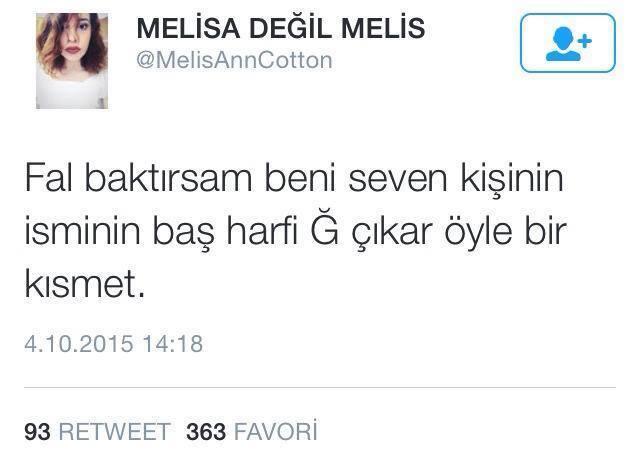 MELİSA DEĞİL MELİS
@MelisAnnCotton
Fal baktırsam beni seven kişinin
isminin baş harfi Ğ çıkar öyle bir
kısmet.
4.10.2015 14:18
93 RETWEET 363 FAVORİ